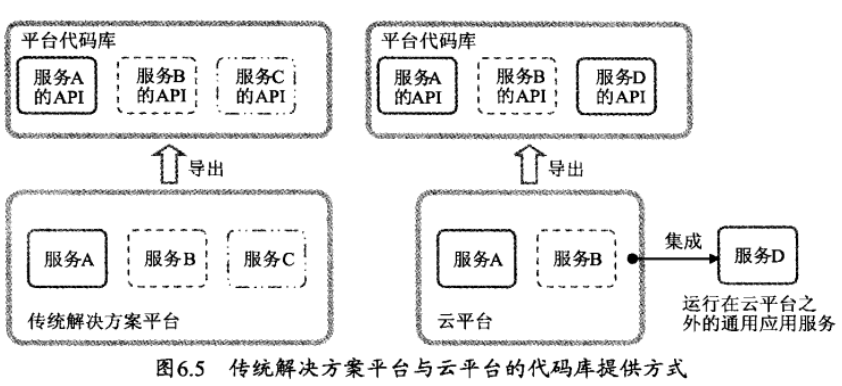 平台代码库
服务A
的API
服务B
的API
服务C
的API
导出
服务A
服务B
服务C
传统解决方案平台
平台代码库
服务A
的API
服务B
的API
服务D
的API
导出
服务A
服务B
云平台
集成
服务D
运行在云平台之
外的通用应用服务
图6.5 传统解决方案平台与云平台的代码库提供方式